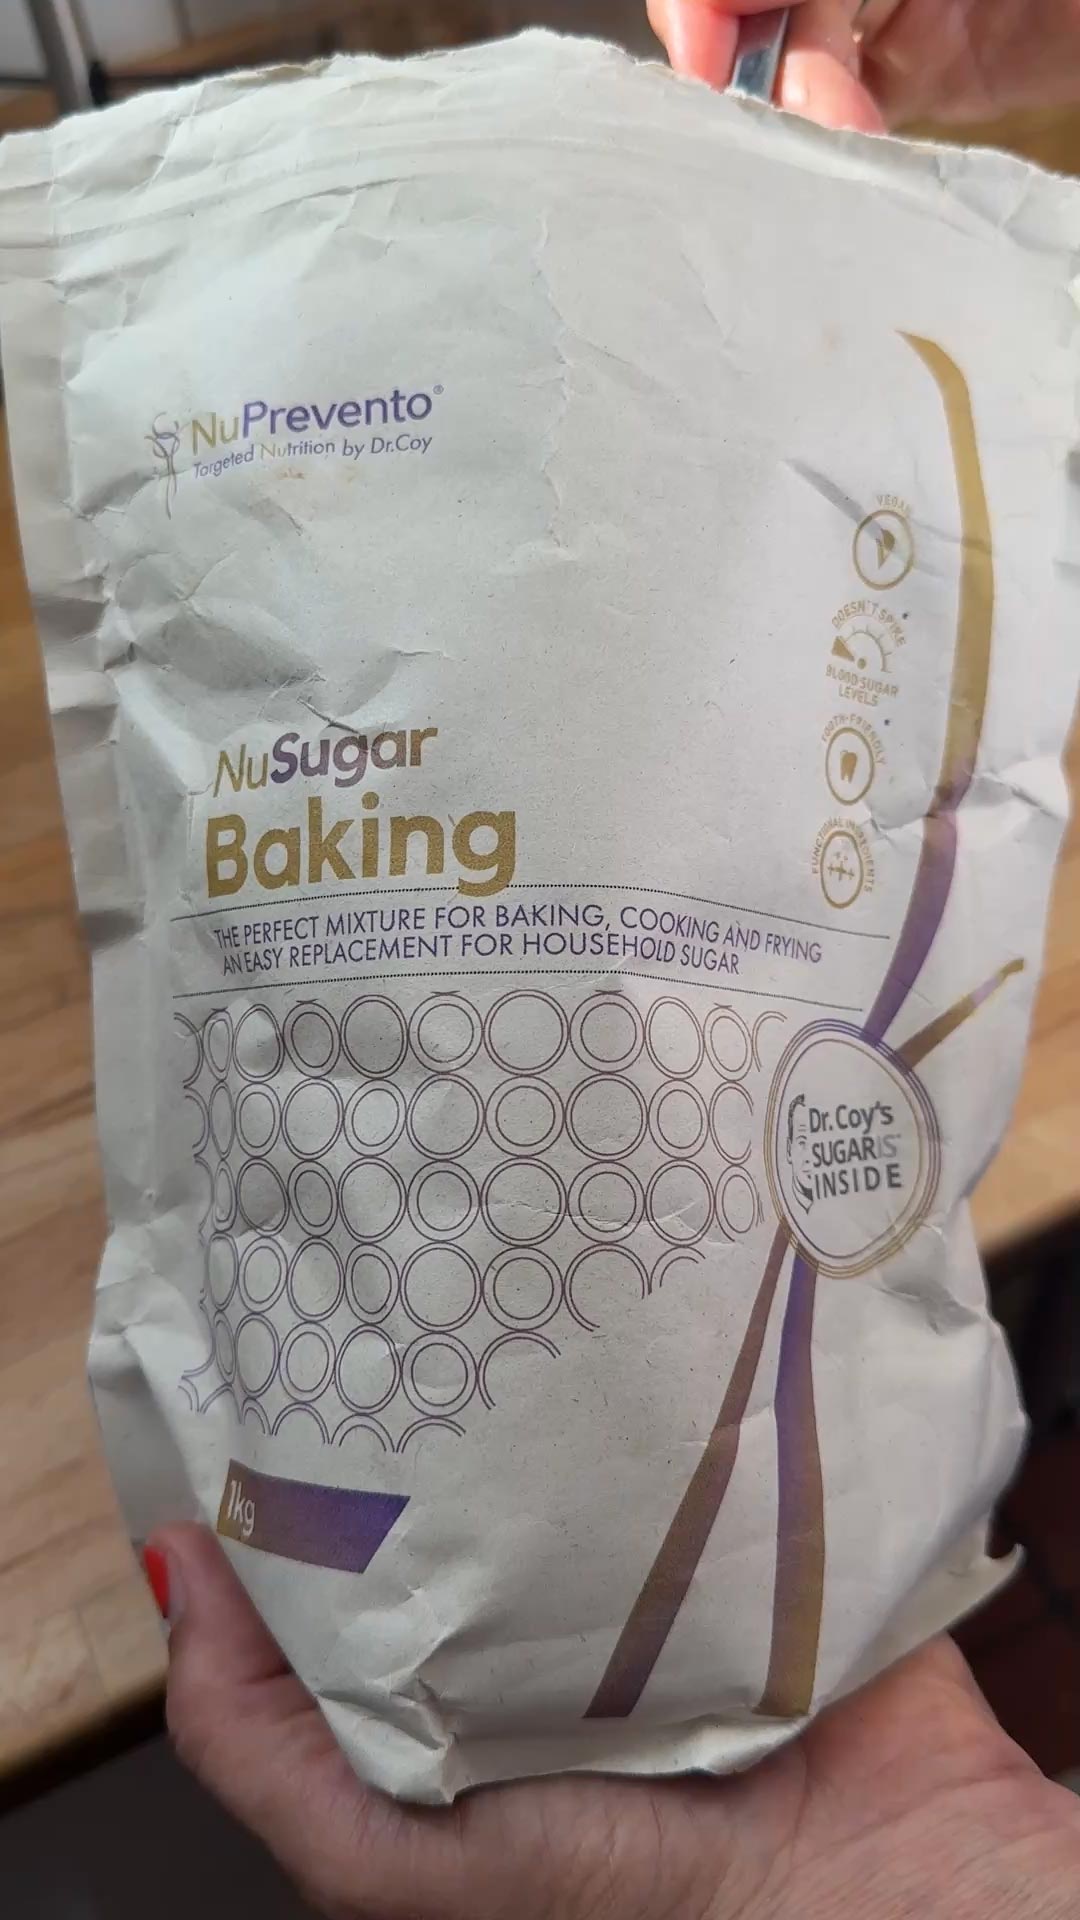 NuPrevento®
Targeted Nutrition by Dr.Coy
VEGAN
DOESN'T SPIKE*
BLOOD SUGAR
LEVELS
TOOTH-FRIENDLY*
FUNCTIONAL INGREDIENTS
NuSugar
Baking
THE PERFECT MIXTURE FOR BAKING, COOKING AND FRYING
AN EASY REPLACEMENT FOR HOUSEHOLD SUGAR
Dr.Coy's
SUGARIS
INSIDE
1kg